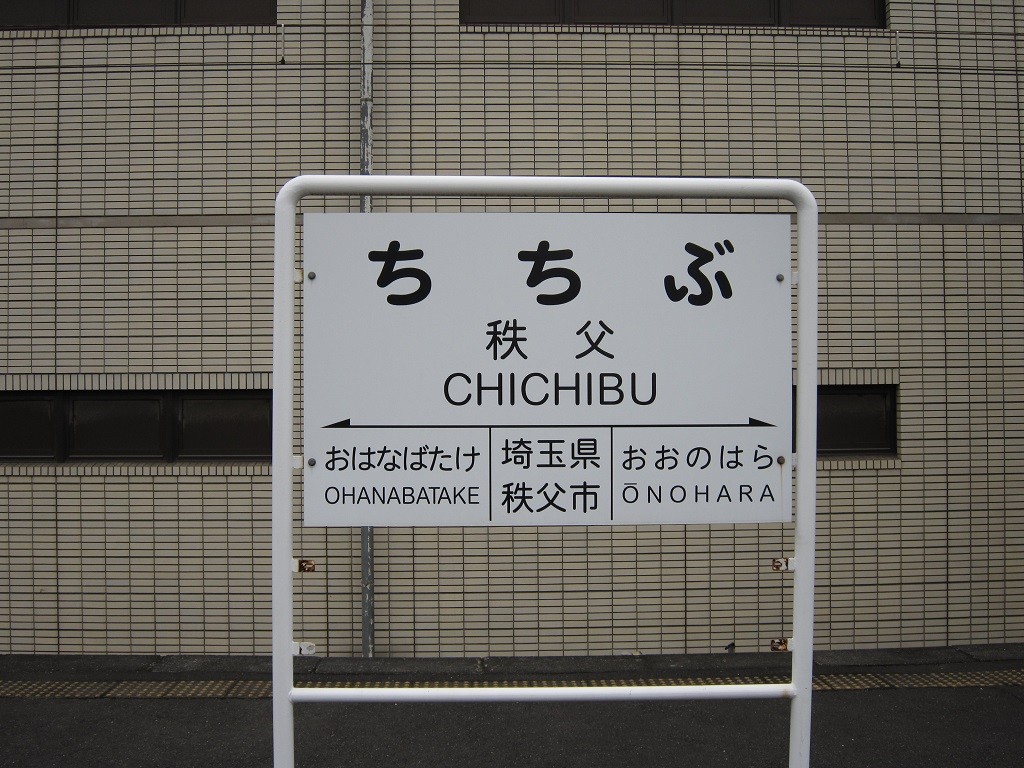 ちちぶ
秩父
CHICHIBU
おはなばたけ
OHANABATAKE
埼玉県
秩父市
おおのはら
ŌNOHARA